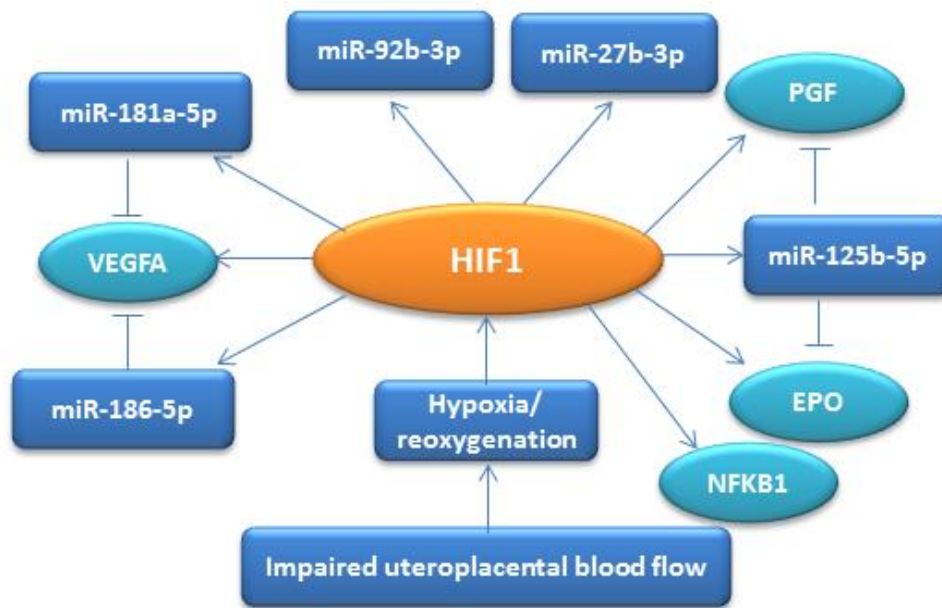 miR-92b-3p
miR-27b-3p
PGF
miR-181a-5p
VEGFA
HIF1
miR-125b-5p
miR-186-5p
Hypoxia/
reoxygenation
EPO
NFKB1
Impaired uteroplacental blood flow